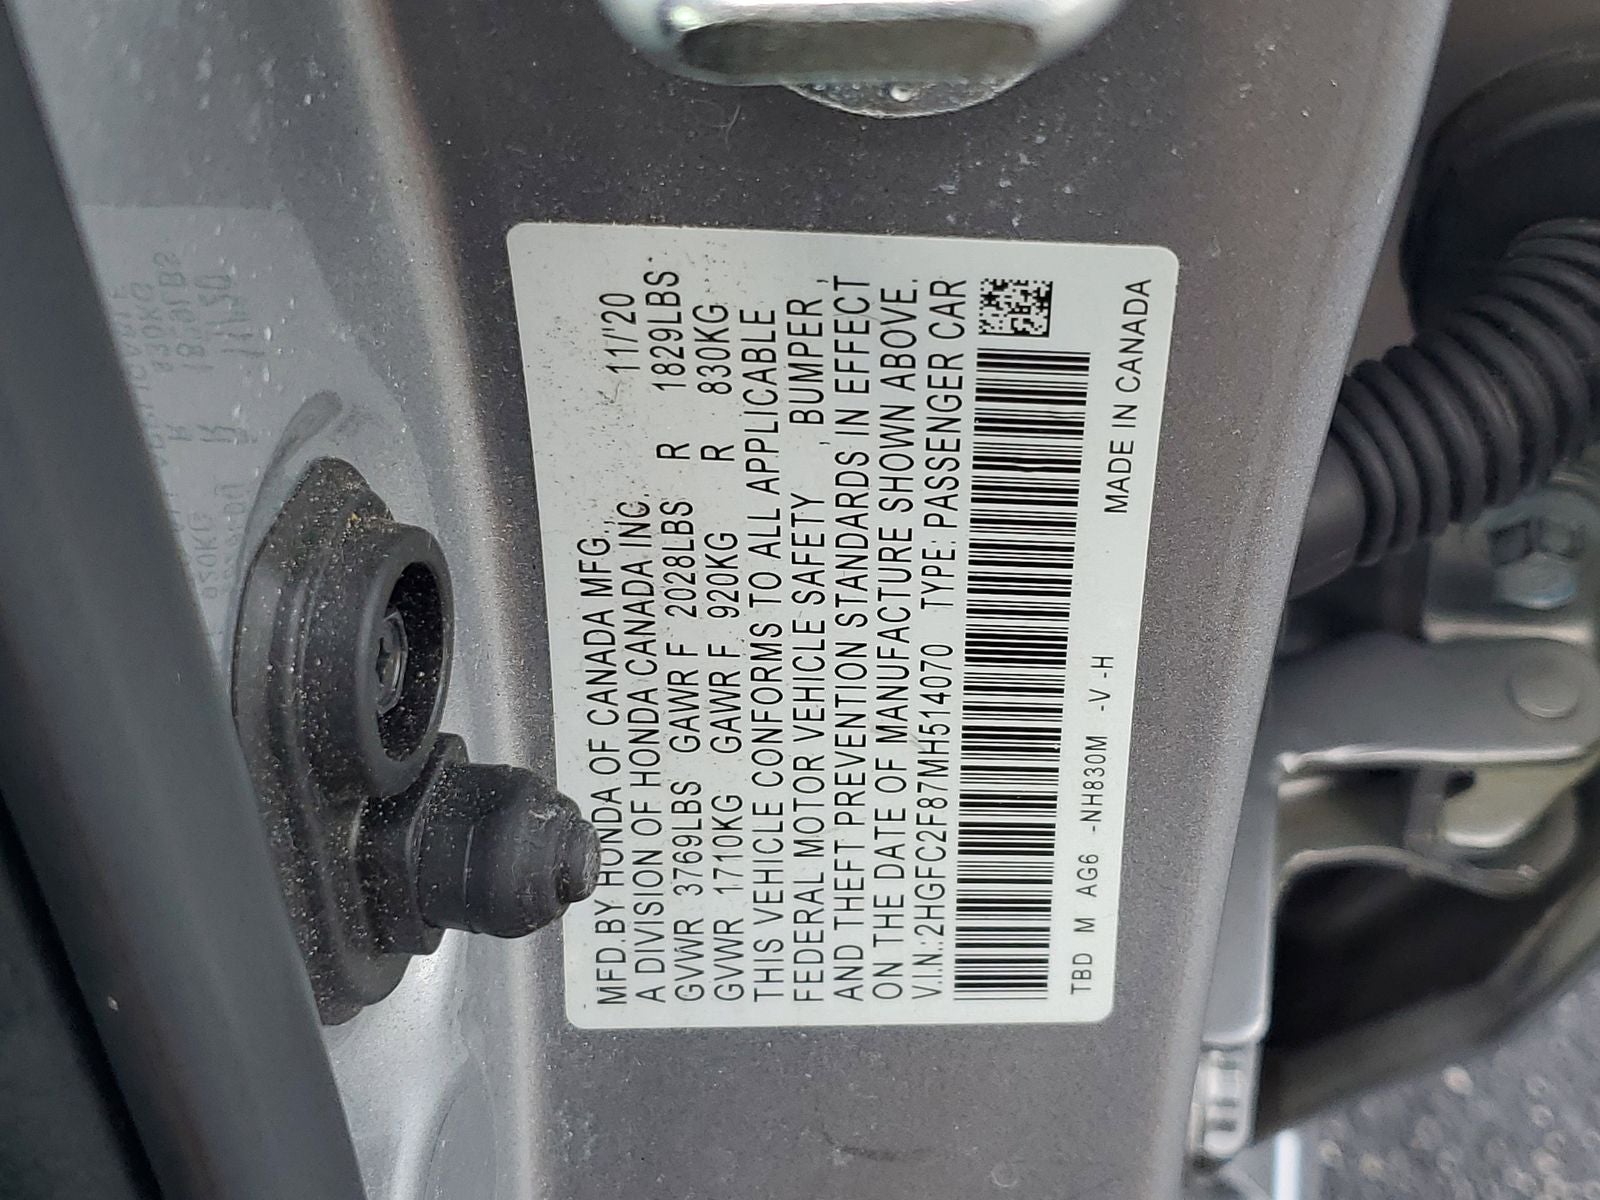 MFD.BY HONDA OF CANADA MFG., 11/'20
A DIVISION OF HONDA CANADA INC.
GVWR 3769LBS GAWR F 2028LBS R 1829LBS
GVWR 1710KG GAWR F 920KG R 830KG
THIS VEHICLE CONFORMS TO ALL APPLICABLE
FEDERAL MOTOR VEHICLE SAFETY , BUMPER ,
AND THEFT PREVENTION STANDARDS IN EFFECT
ON THE DATE OF MANUFACTURE SHOWN ABOVE.
V.I.N.:2HGFC2F87MH514070 TYPE: PASSENGER CAR
TBD M AG6 -NH830M -V -H MADE IN CANADA